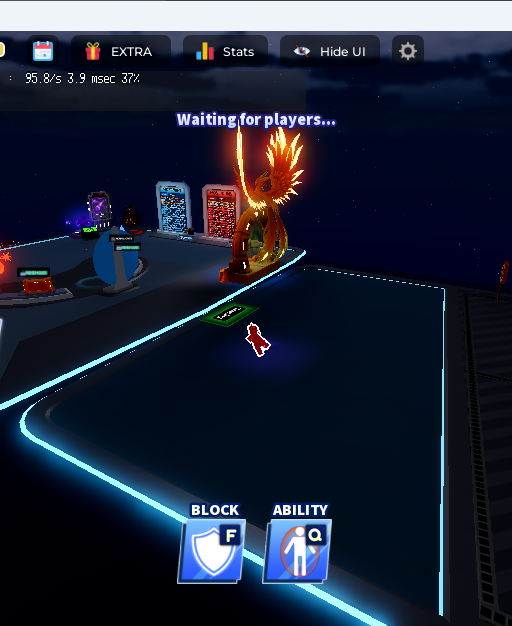 EXTRA
Stats
Hide UI
: 95.8/s 3.9 msec 37%
Waiting for players...
BLOCK
ABILITY
F
Q